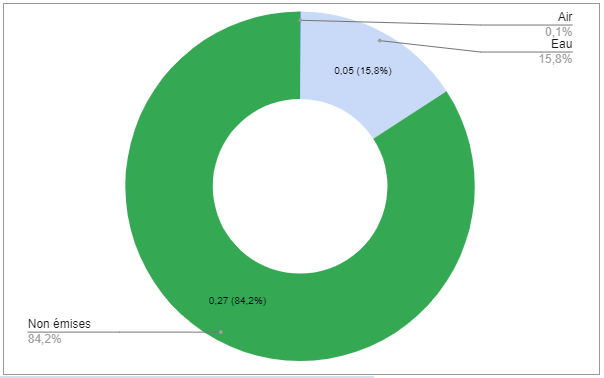 Air
0,1%
Eau
15,8%
0,05 (15,8%)
0,27 (84,2%)
Non émises
84,2%